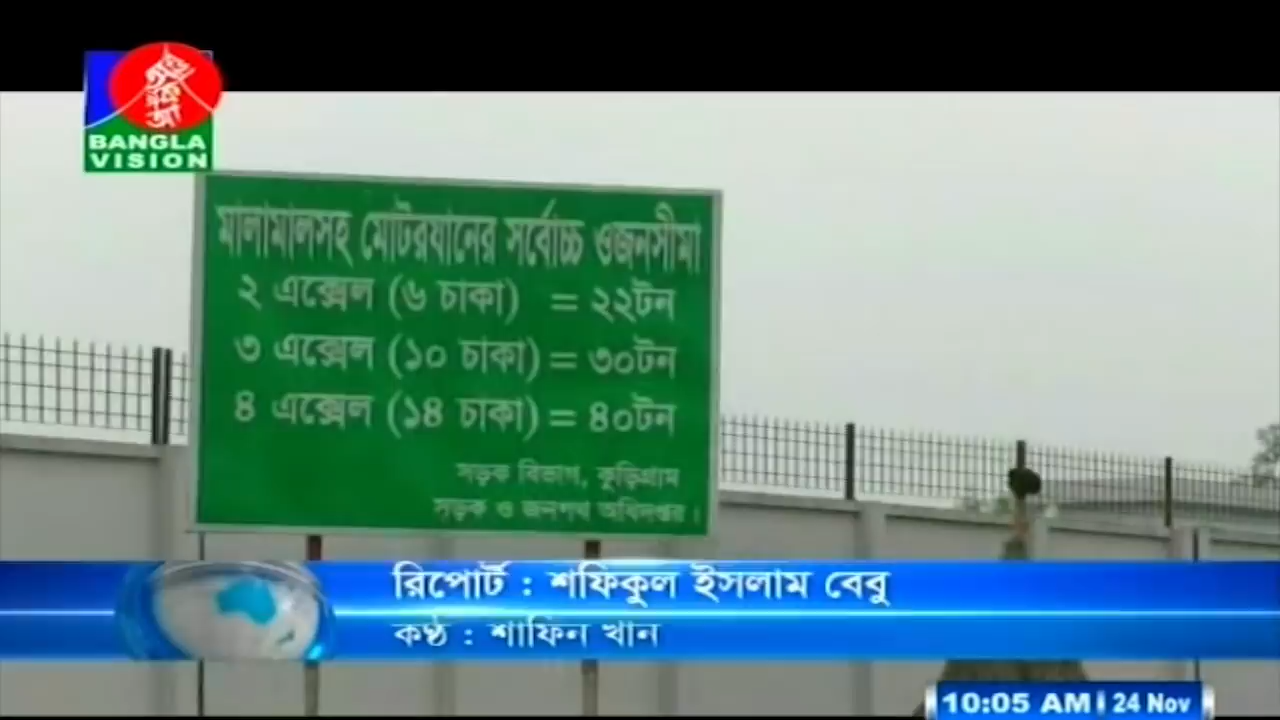 BANGLA
VISION
মালামালসহ মোটরযানের সর্বোচ্চ ওজনসীমা
২ এক্সেল (৬ চাকা) = ২২টন
৩ এক্সেল (১০ চাকা) = ৩০টন
৪ এক্সেল (১৪ চাকা) = ৪০টন
সড়ক বিভাগ, কুড়িগ্রাম
সড়ক ও জনপথ অধিদপ্তর।
রিপোর্ট : শফিকুল ইসলাম বেবু
কণ্ঠ : শাফিন খান
10:05 AM 24 Nov